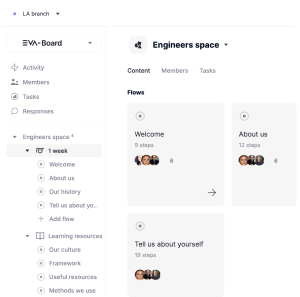 LA branch
EVA-Board
Activity
Members
Tasks
Responses
Engineers space 4
1 week
Welcome
About us
Our history
Tell us about yo..
Add flow
Learning resources
Our culture
Framework
Useful resources
Methods we use
Engineers space
Content Members Tasks
Flows
Welcome
9 steps
6
About us
12 steps
6
Tell us about yourself
19 steps